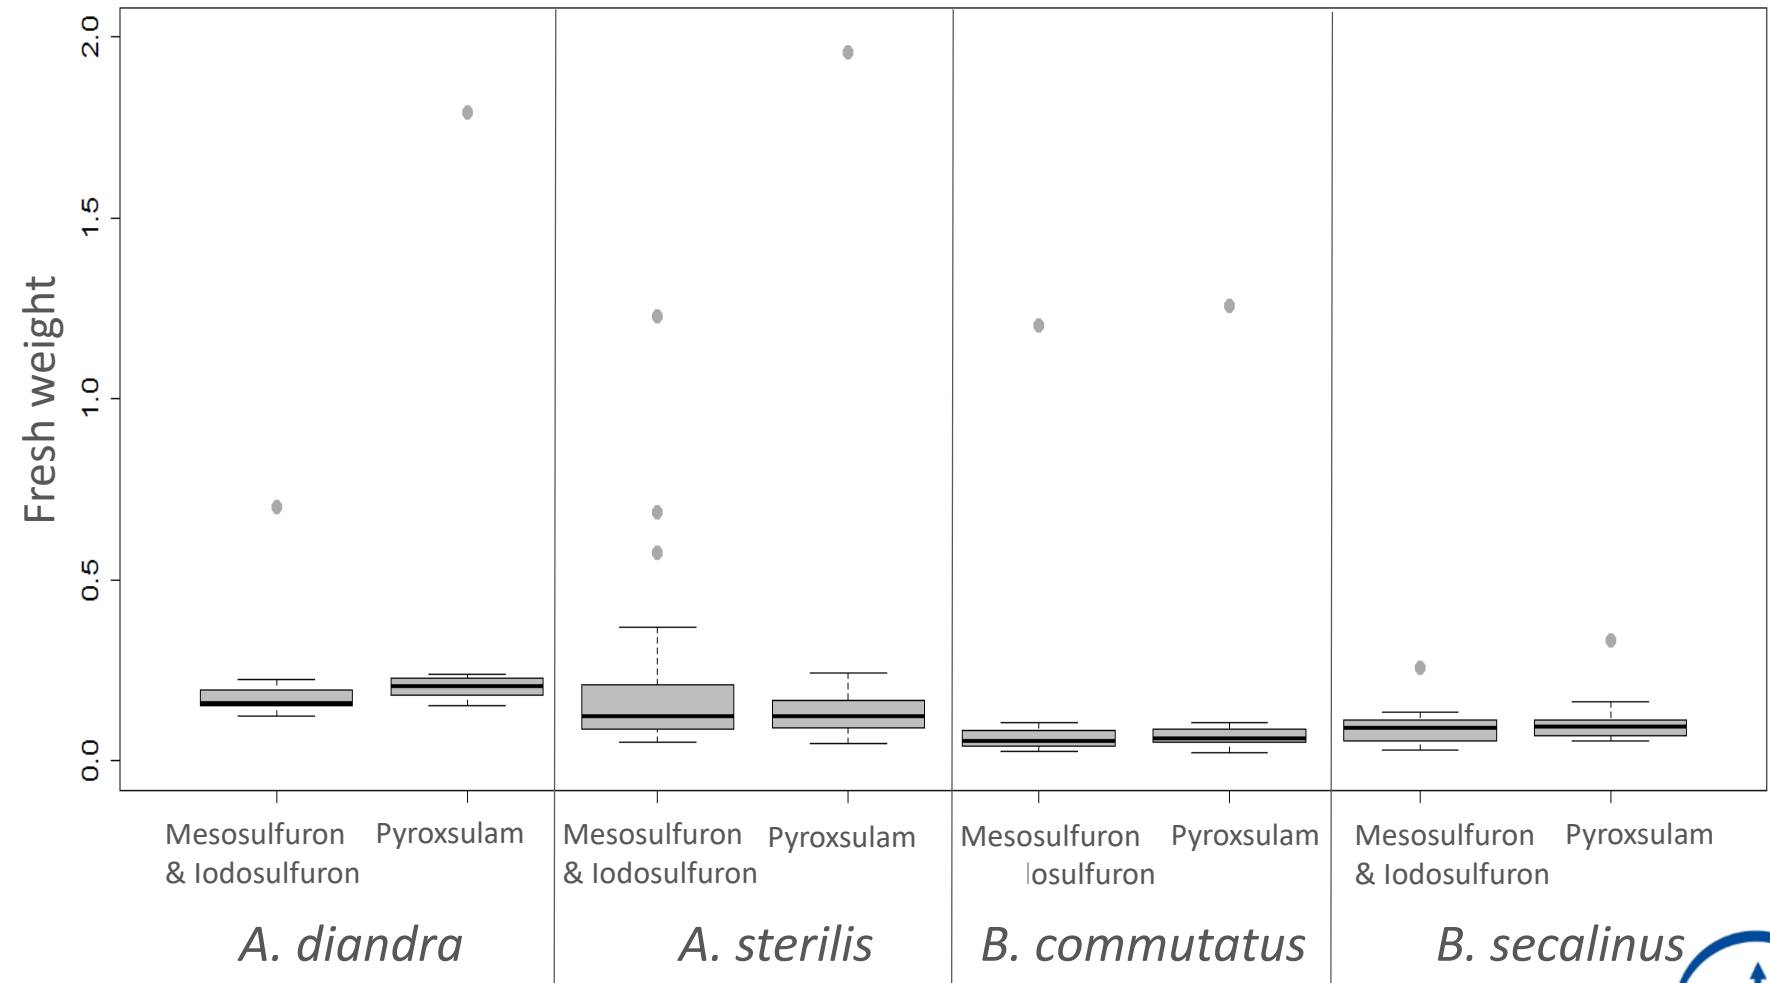 2.0
1.5
1.0
0.5
0.0
Fresh weight
Mesosulfuron
& Iodosulfuron
Pyroxsulam
Mesosulfuron
& Iodosulfuron
Pyroxsulam
Mesosulfuron
losulfuron
Pyroxsulam
Mesosulfuron
& Iodosulfuron
Pyroxsulam
A. diandra
A. sterilis
B. commutatus
B. secalinus